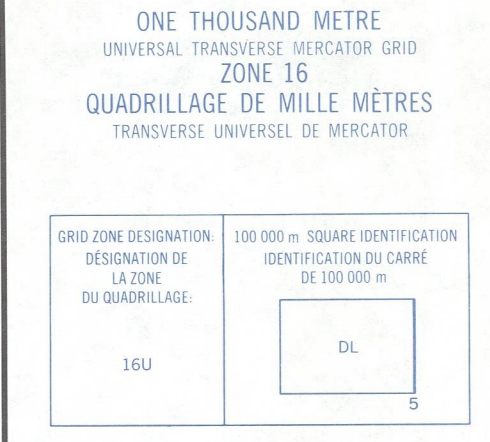 ONE THOUSAND METRE
UNIVERSAL TRANSVERSE MERCATOR GRID
ZONE 16
QUADRILLAGE DE MILLE MÈTRES
TRANSVERSE UNIVERSEL DE MERCATOR
GRID ZONE DESIGNATION:
DÉSIGNATION DE
LA ZONE
DU QUADRILLAGE:
16U
100 000 m SQUARE IDENTIFICATION
IDENTIFICATION DU CARRÉ
DE 100 000 m
DL
5